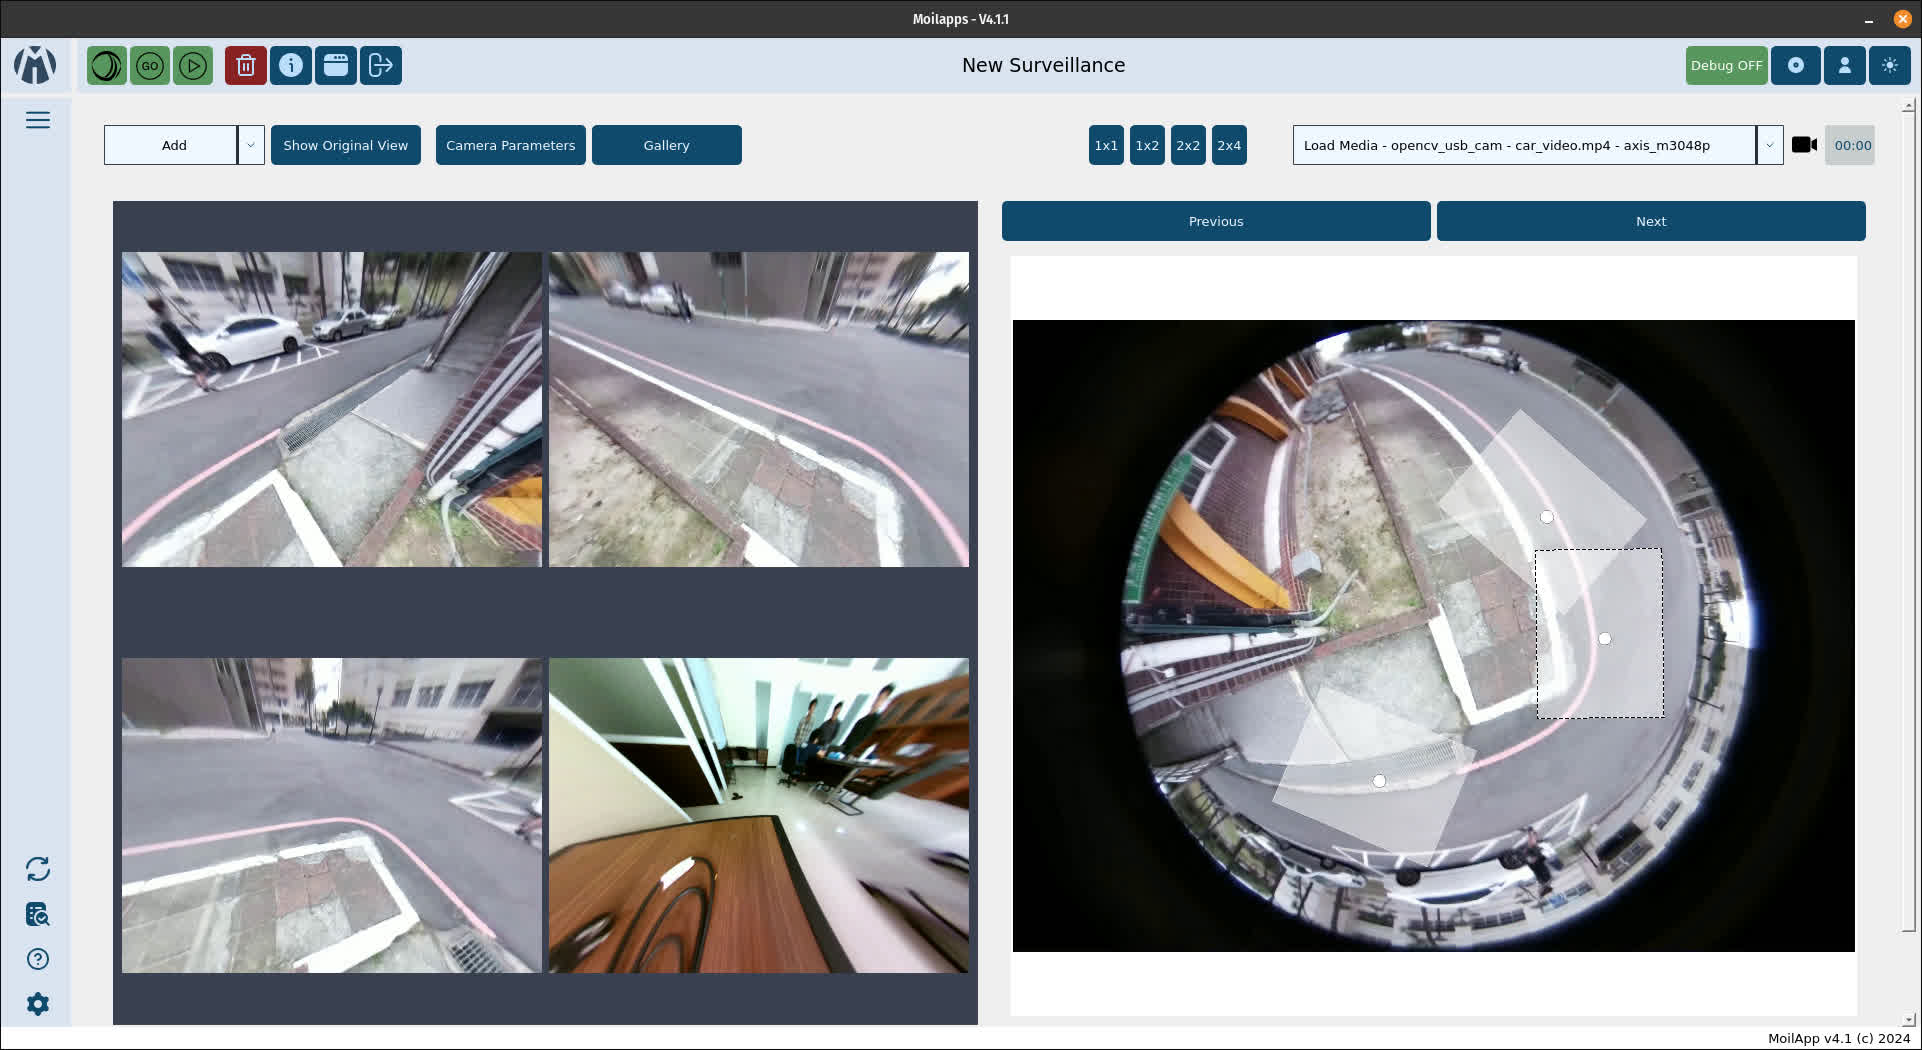 Moilapps - V4.1.1
GO
New Surveillance
Debug OFF
Add
Show Original View
Camera Parameters
Gallery
1x1
1x2
2x2
2x4
Load Media - opencv_usb_cam - car_video.mp4 - axis_m3048p
00:00
Previous
Next
MoilApp v4.1 (c) 2024